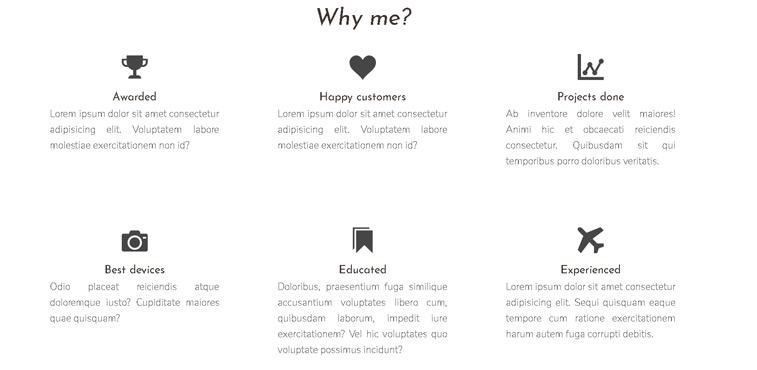 Why me?
Awarded
Lorem ipsum dolor sit amet consectetur
adipisicing elit. Voluptatem labore
molestiae exercitationem non id?
Happy customers
Lorem ipsum dolor sit amet consectetur
adipisicing elit. Voluptatem labore
molestiae exercitationem non id?
Projects done
Ab inventore dolore velit maiores!
Animi hic et obcaecati reiciendis
consectetur. Quibusdam sit qui
temporibus porro doloribus veritatis.
Best devices
Odio placeat reiciendis atque
doloremque iusto? Cupiditate maiores
quae quisquam?
Educated
Doloribus, praesentium fuga similique
accusantium voluptates libero cum,
quibusdam laborum, impedit iure
exercitationem? Vel hic voluptates quo
voluptate possimus incidunt?
Experienced
Lorem ipsum dolor sit amet consectetur
adipisicing elit. Sequi quisquam eaque
tempore cum ratione exercitationem
harum autem fuga corrupti debitis.